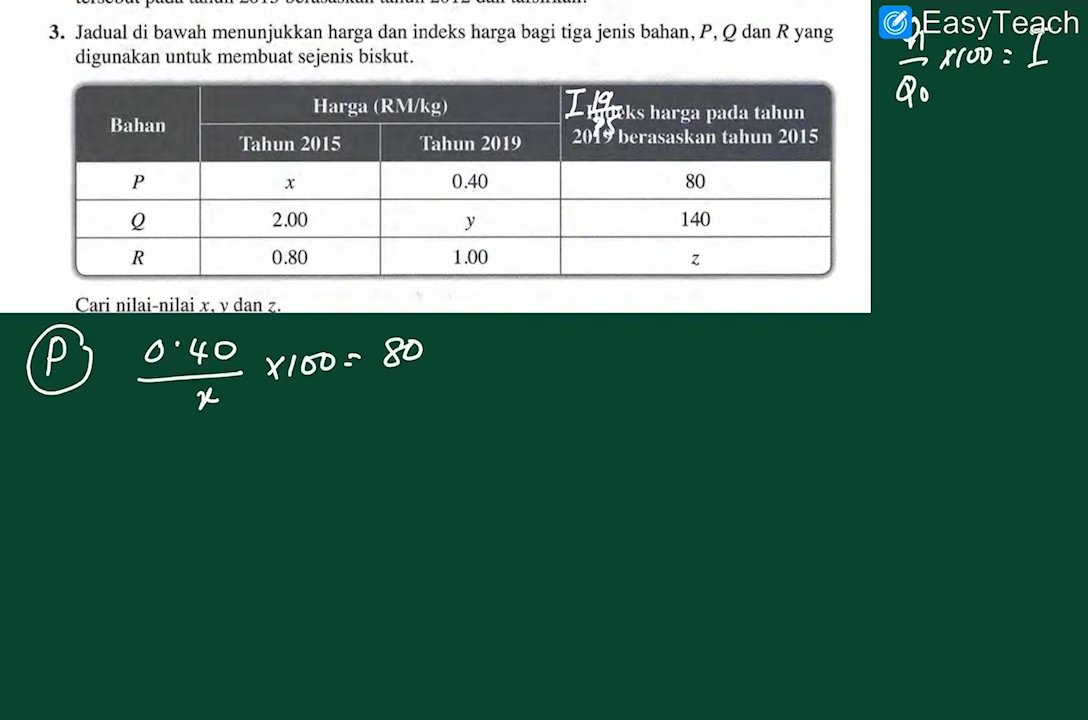 3. Jadual di bawah menunjukkan harga dan indeks harga bagi tiga jenis bahan, P, Q dan R yang
digunakan untuk membuat sejenis biskut.
Bahan Harga (RM/kg) harga pada tahun
Tahun 2015 Tahun 2019 2019 berasaskan tahun 2015
P x 0.40 80
Q 2.00 y 140
R 0.80 1.00 z
Cari nilai-nilai x, y dan z.
EasyTeach
x100 = I
Q0
P 0.40 x100 = 80
x